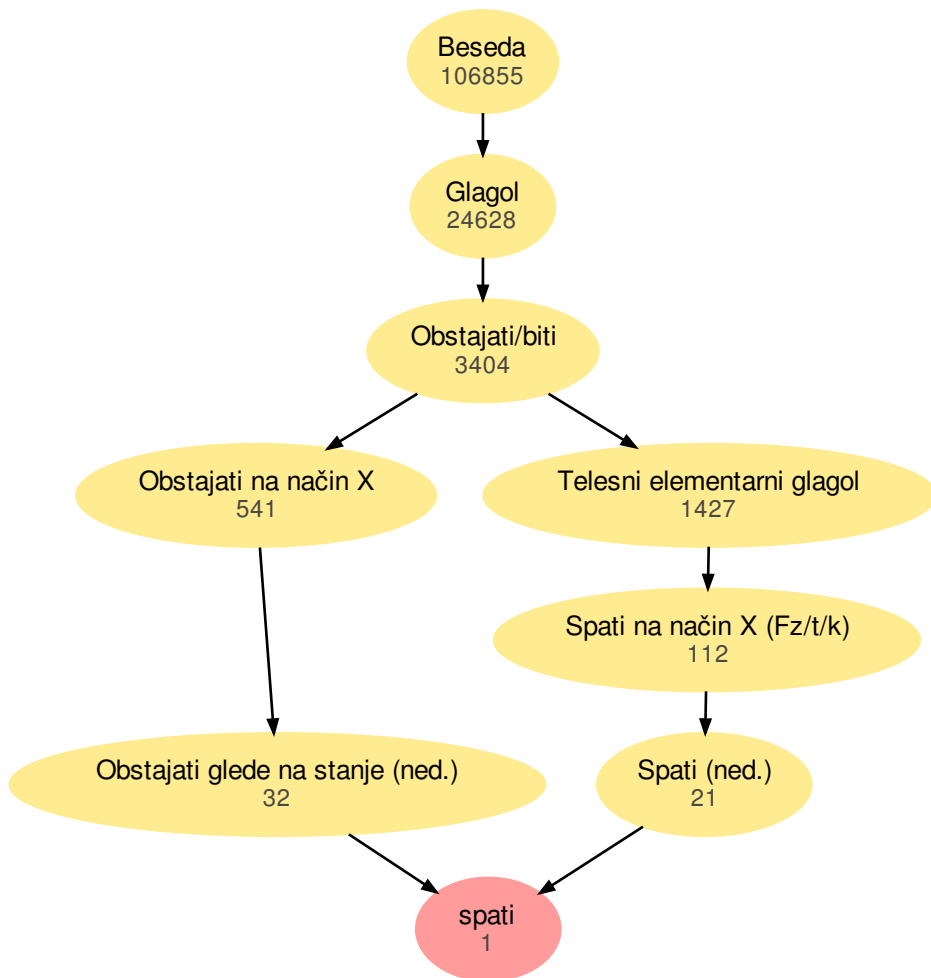 Beseda
106855
Glagol
24628
Obstajati/biti
3404
Obstajati na način X
541
Telesni elementarni glagol
1427
Spati na način X (Fz/t/k)
112
Obstajati glede na stanje (ned.)
32
Spati (ned.)
21
spati
1